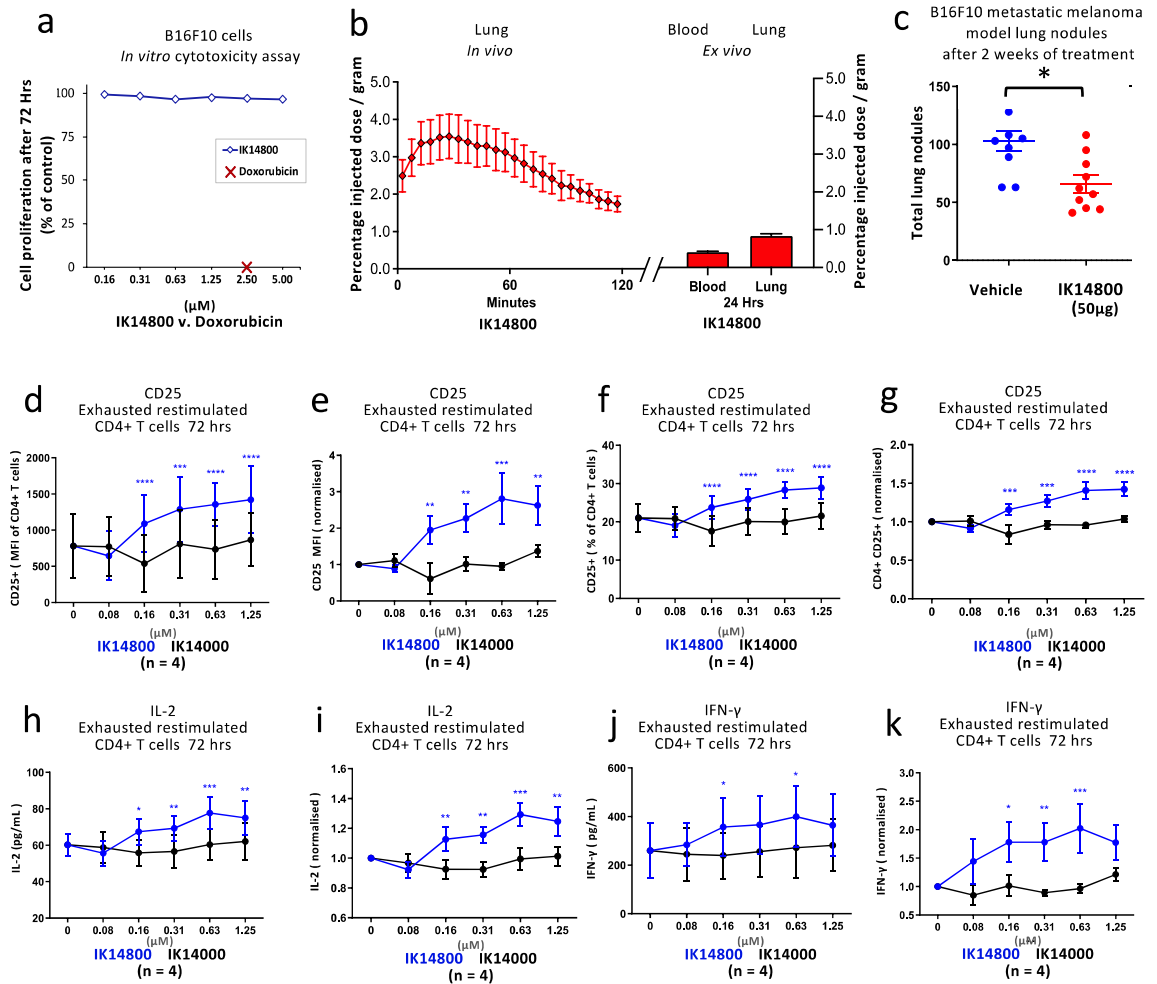 a
B16F10 cells
In vitro cytotoxicity assay
Cell proliferation after 72 Hrs
(% of control)
100
75
50
25
0
IK14800
Doxorubicin
0.16 0.31 0.63 1.25 2.50 5.00
(µM)
IK14800 v. Doxorubicin
b
Lung
In vivo
Blood Lung
Ex vivo
Percentage injected dose / gram
5.0
4.0
3.0
2.0
1.0
0.0
0 60 120
Minutes
IK14800
5.0
4.0
3.0
2.0
1.0
0.0
Percentage injected dose / gram
Blood Lung
24 Hrs
IK14800
c
B16F10 metastatic melanoma
model lung nodules
after 2 weeks of treatment
*
Total lung nodules
150
100
50
0
Vehicle IK14800
(50µg)
d
CD25
Exhausted restimulated
CD4+ T cells 72 hrs
CD25+ ( MFI of CD4+ T cells )
2000
1500
1000
500
0
**** *** **** ****
0 0.08 0.16 0.31 0.63 1.25
(µM)
IK14800 IK14000
(n = 4)
e
CD25
Exhausted restimulated
CD4+ T cells 72 hrs
CD25 MFI ( normalised )
4
3
2
1
0
** ** *** **
0 0.08 0.16 0.31 0.63 1.25
(µM)
IK14800 IK14000
(n = 4)
f
CD25
Exhausted restimulated
CD4+ T cells 72 hrs
CD25+ ( % of CD4+ T cells )
40
30
20
10
0
**** **** **** ****
0 0.08 0.16 0.31 0.63 1.25
(µM)
IK14800 IK14000
(n = 4)
g
CD25
Exhausted restimulated
CD4+ T cells 72 hrs
CD4+ CD25+ ( normalised )
2.0
1.5
1.0
0.5
0.0
*** *** **** ****
0 0.08 0.16 0.31 0.63 1.25
(µM)
IK14800 IK14000
(n = 4)
h
IL-2
Exhausted restimulated
CD4+ T cells 72 hrs
IL-2 (pg/mL)
100
80
60
40
20
* ** *** **
0 0.08 0.16 0.31 0.63 1.25
(µM)
IK14800 IK14000
(n = 4)
i
IL-2
Exhausted restimulated
CD4+ T cells 72 hrs
IL-2 ( normalised )
1.6
1.4
1.2
1.0
0.8
0.6
** ** *** **
0 0.08 0.16 0.31 0.63 1.25
(µM)
IK14800 IK14000
(n = 4)
j
IFN-γ
Exhausted restimulated
CD4+ T cells 72 hrs
IFN-γ ( pg/mL )
600
400
200
0
* *
0 0.08 0.16 0.31 0.63 1.25
(µM)
IK14800 IK14000
(n = 4)
k
IFN-γ
Exhausted restimulated
CD4+ T cells 72 hrs
IFN-γ ( normalised )
3.0
2.5
2.0
1.5
1.0
0.5
* ** ***
0 0.08 0.16 0.31 0.63 1.25
(µM)
IK14800 IK14000
(n = 4)